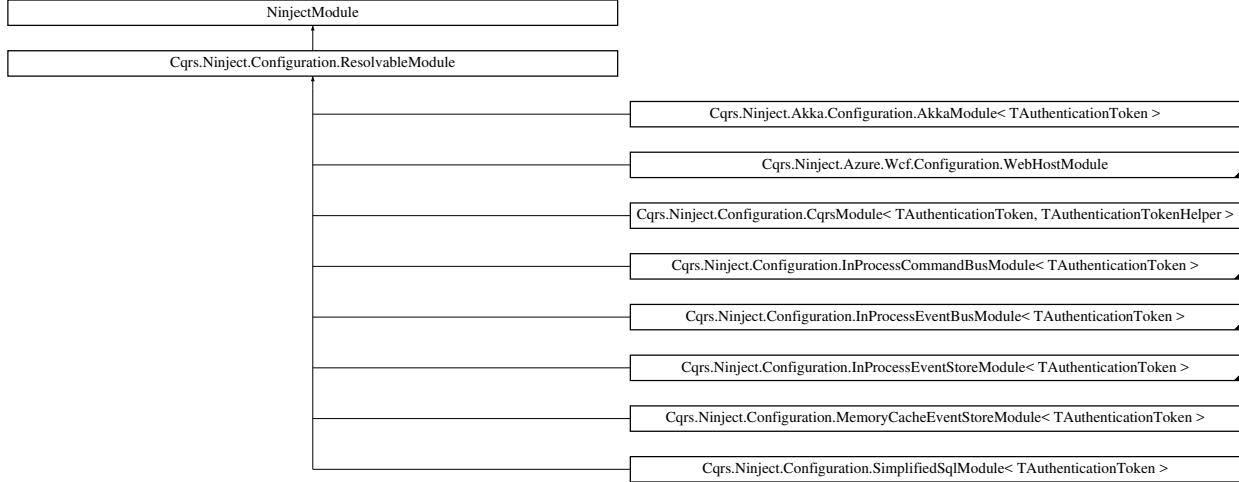 NinjectModule
Cqrs.Ninject.Configuration.ResolvableModule
Cqrs.Ninject.Akka.Configuration.AkkaModule< TAuthenticationToken >
Cqrs.Ninject.Azure.Wcf.Configuration.WebHostModule
Cqrs.Ninject.Configuration.CqrsModule< TAuthenticationToken, TAuthenticationTokenHelper >
Cqrs.Ninject.Configuration.InProcessCommandBusModule< TAuthenticationToken >
Cqrs.Ninject.Configuration.InProcessEventBusModule< TAuthenticationToken >
Cqrs.Ninject.Configuration.InProcessEventStoreModule< TAuthenticationToken >
Cqrs.Ninject.Configuration.MemoryCacheEventStoreModule< TAuthenticationToken >
Cqrs.Ninject.Configuration.SimplifiedSqlModule< TAuthenticationToken >